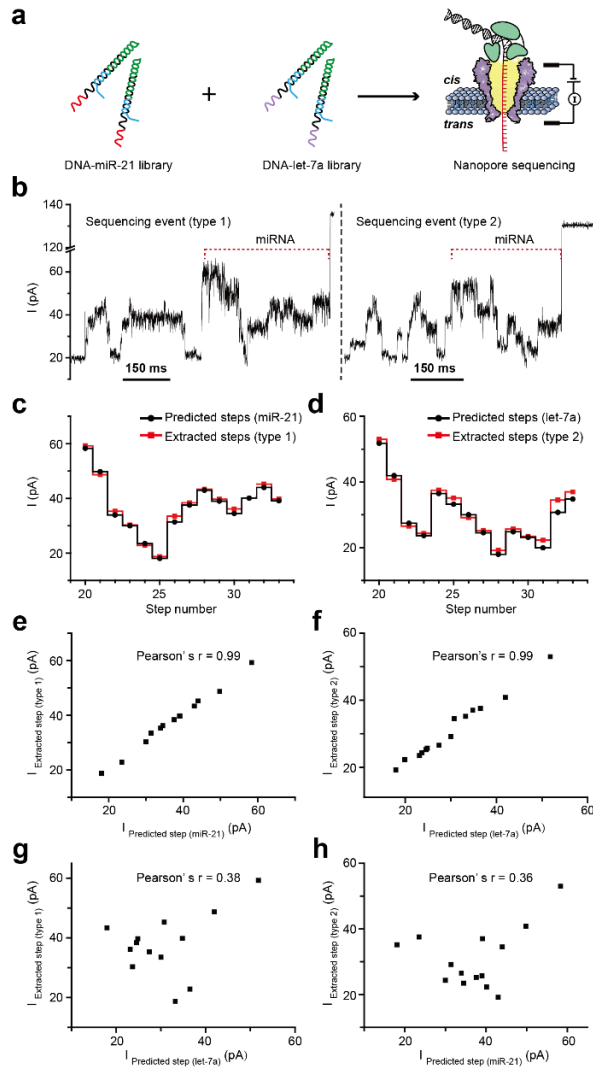 a
cis
trans
I
+
DNA-miR-21 library
DNA-let-7a library
Nanopore sequencing
b
140
120
60
40
20
I (pA)
Sequencing event (type 1)
Sequencing event (type 2)
miRNA
miRNA
150 ms
150 ms
c
Predicted steps (miR-21)
Extracted steps (type 1)
60
40
20
I (pA)
20
25
30
Step number
d
Predicted steps (let-7a)
Extracted steps (type 2)
60
40
20
I (pA)
20
25
30
Step number
e
Pearson' s r = 0.99
60
40
20
I Extracted step (type 1) (pA)
20
40
60
I Predicted step (miR-21) (pA)
f
Pearson's r = 0.99
60
40
20
I Extracted step (type 2) (pA)
20
40
60
I Predicted step (let-7a) (pA)
g
Pearson' s r = 0.38
60
40
20
I Extracted step (type 1) (pA)
20
40
60
I Predicted step (let-7a) (pA)
h
Pearson' s r = 0.36
60
40
20
I Extracted step (type 2) (pA)
20
40
60
I Predicted step (miR-21) (pA)